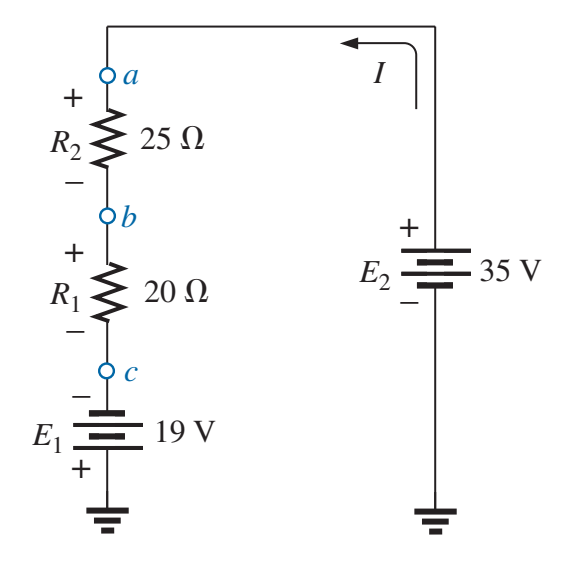 a
I
+
R2 25 Ω
−
b
+
+
E2 35 V
R1 20 Ω
−
−
c
−
E1 19 V
+